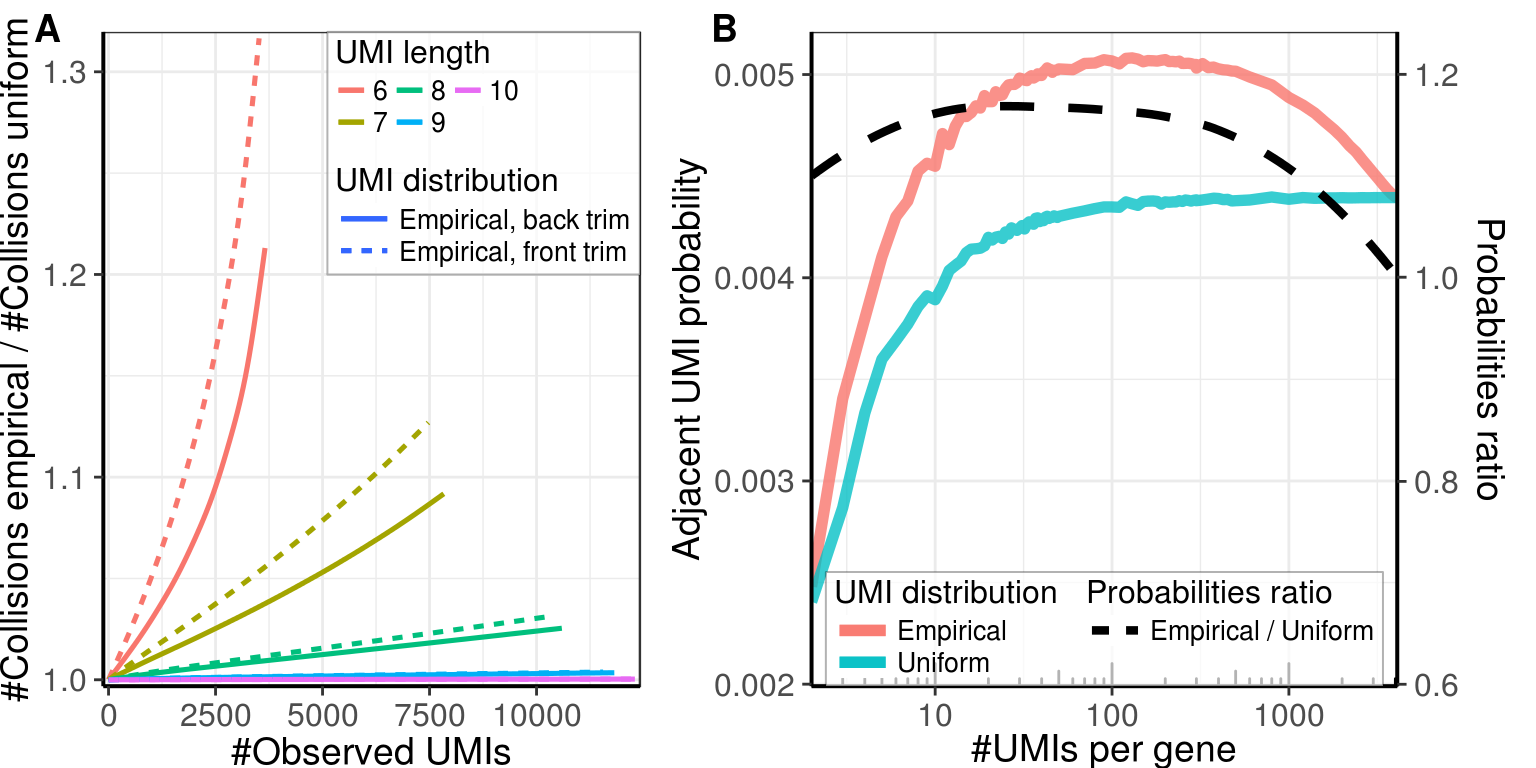 A
#Collisions empirical / #Collisions uniform
1.3
1.2
1.1
1.0
0 2500 5000 7500 10000
#Observed UMIs
UMI length
6 8 10
7 9
UMI distribution
Empirical, back trim
Empirical, front trim
B
Adjacent UMI probability
0.005
0.004
0.003
0.002
10 100 1000
#UMIs per gene
1.2
1.0
0.8
0.6
Probabilities ratio
UMI distribution
Empirical
Uniform
Probabilities ratio
Empirical / Uniform